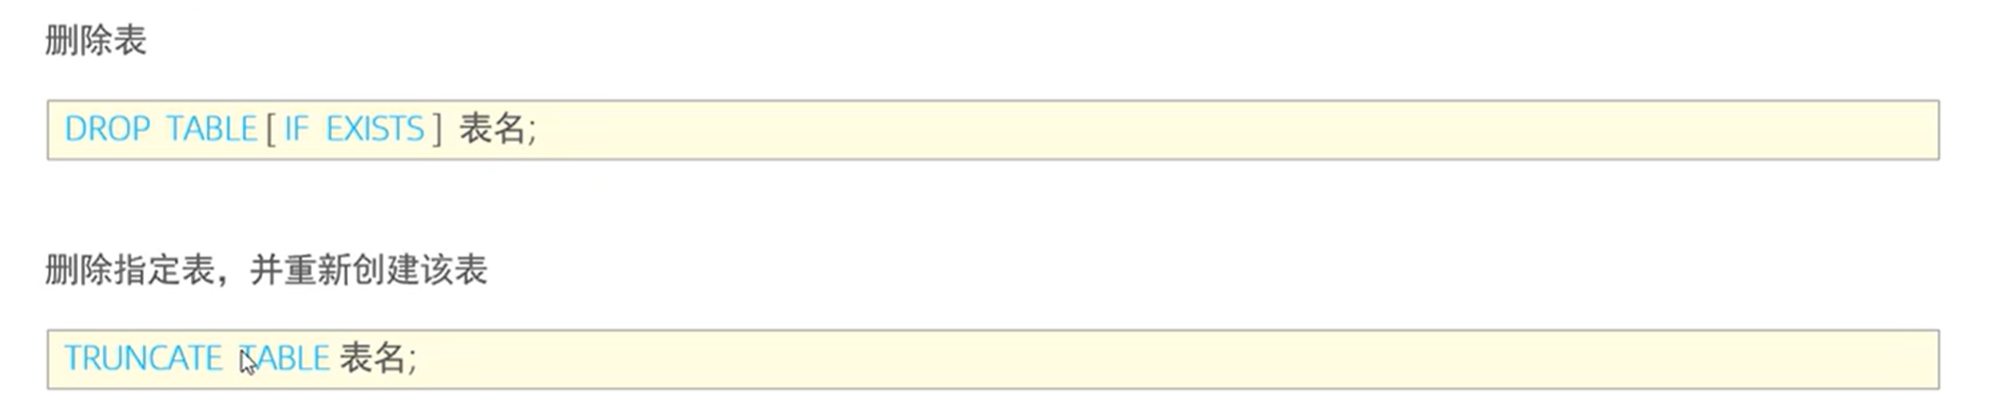 删除表
DROP TABLE [ IF EXISTS ] 表名;
删除指定表，并重新创建该表
TRUNCATE TABLE 表名;